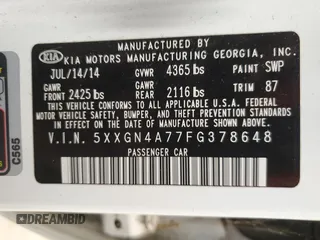 KIA KIA MOTORS MANUFACTURING GEORGIA, INC.
JUL/14/14 GVWR 4365 lbs PAINT SWP
GAWR FRONT 2425 lbs GAWR REAR 2116 lbs TRIM 87
THIS VEHICLE CONFORMS TO ALL APPLICABLE FEDERAL MOTOR VEHICLE SAFETY, BUMPER, AND THEFT PREVENTION STANDARDS IN EFFECT ON THE DATE OF MANUFACTURE SHOWN ABOVE.
V.I.N. 5XXGN4A77FG378648
PASSENGER CAR
C565
DREAMBID